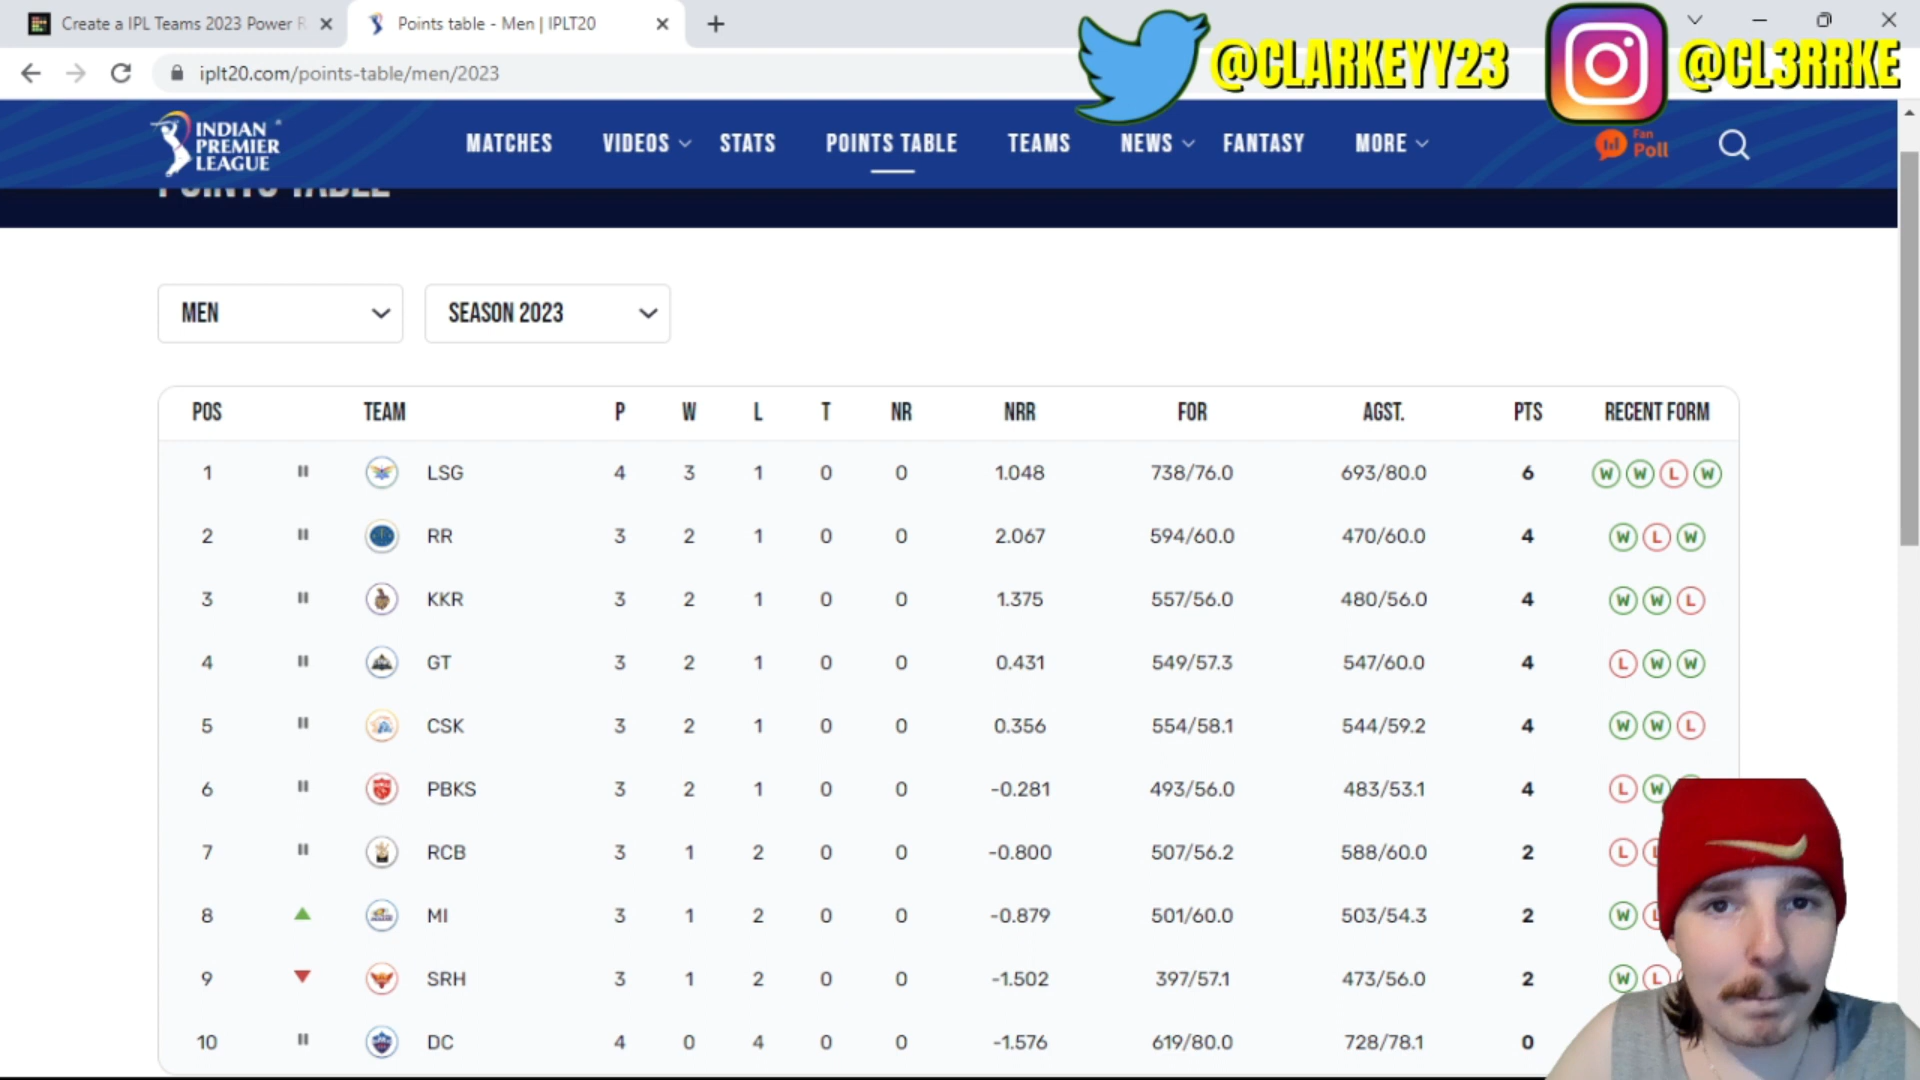 Create a IPL Teams 2023 Power R
Points table - Men | IPLT20
iplt20.com/points-table/men/2023
@CLARKEYY23
@CL3RRKE
INDIAN
PREMIER
LEAGUE
MATCHES VIDEOS STATS POINTS TABLE TEAMS NEWS FANTASY MORE
Fan
Poll
POINTS TABLE
MEN
SEASON 2023
POS TEAM P W L T NR NRR FOR AGST. PTS RECENT FORM
1 LSG 4 3 1 0 0 1.048 738/76.0 693/80.0 6 W W L W
2 RR 3 2 1 0 0 2.067 594/60.0 470/60.0 4 W L W
3 KKR 3 2 1 0 0 1.375 557/56.0 480/56.0 4 W W L
4 GT 3 2 1 0 0 0.431 549/57.3 547/60.0 4 L W W
5 CSK 3 2 1 0 0 0.356 554/58.1 544/59.2 4 W W L
6 PBKS 3 2 1 0 0 -0.281 493/56.0 483/53.1 4 L W
7 RCB 3 1 2 0 0 -0.800 507/56.2 588/60.0 2 L L
8 MI 3 1 2 0 0 -0.879 501/60.0 503/54.3 2 W L
9 SRH 3 1 2 0 0 -1.502 397/57.1 473/56.0 2 W L
10 DC 4 0 4 0 0 -1.576 619/80.0 728/78.1 0